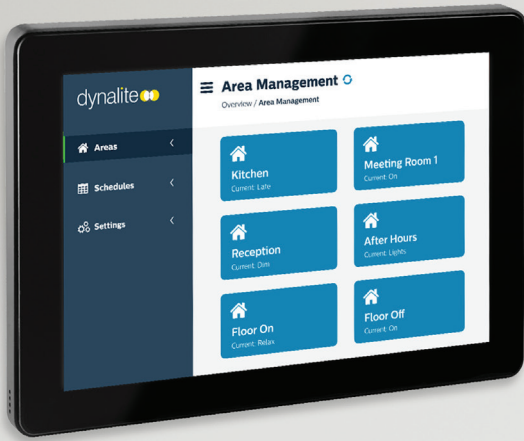 dynalite
Areas
Schedules
Settings
Area Management
Overview / Area Management
Kitchen
Current: Late
Meeting Room 1
Current: On
Reception
Current: Dim
After Hours
Current: Lights
Floor On
Current: Relax
Floor Off
Current: On